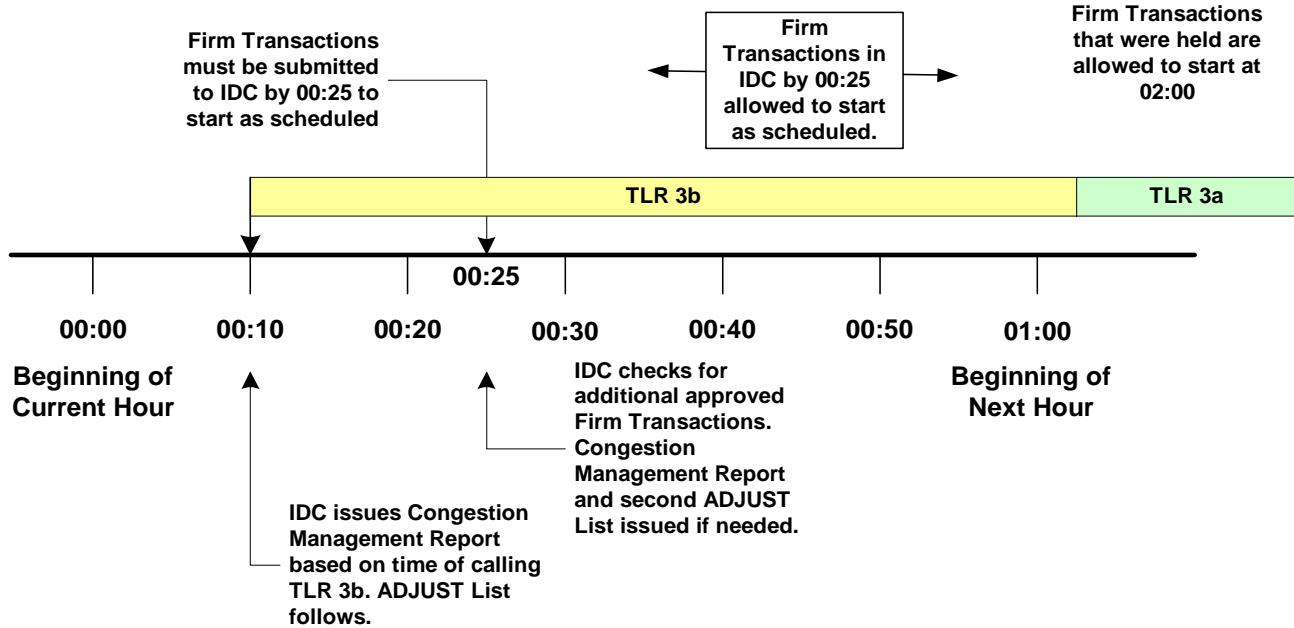 Firm Transactions
must be submitted
to IDC by 00:25 to
start as scheduled
Firm
Transactions in
IDC by 00:25
allowed to start
as scheduled.
Firm Transactions
that were held are
allowed to start at
02:00
TLR 3b
TLR 3a
00:25
00:00
00:10
00:20
00:30
00:40
00:50
01:00
Beginning of
Current Hour
Beginning of
Next Hour
IDC checks for
additional approved
Firm Transactions.
Congestion
Management Report
and second ADJUST
List issued if needed.
IDC issues Congestion
Management Report
based on time of calling
TLR 3b. ADJUST List
follows.